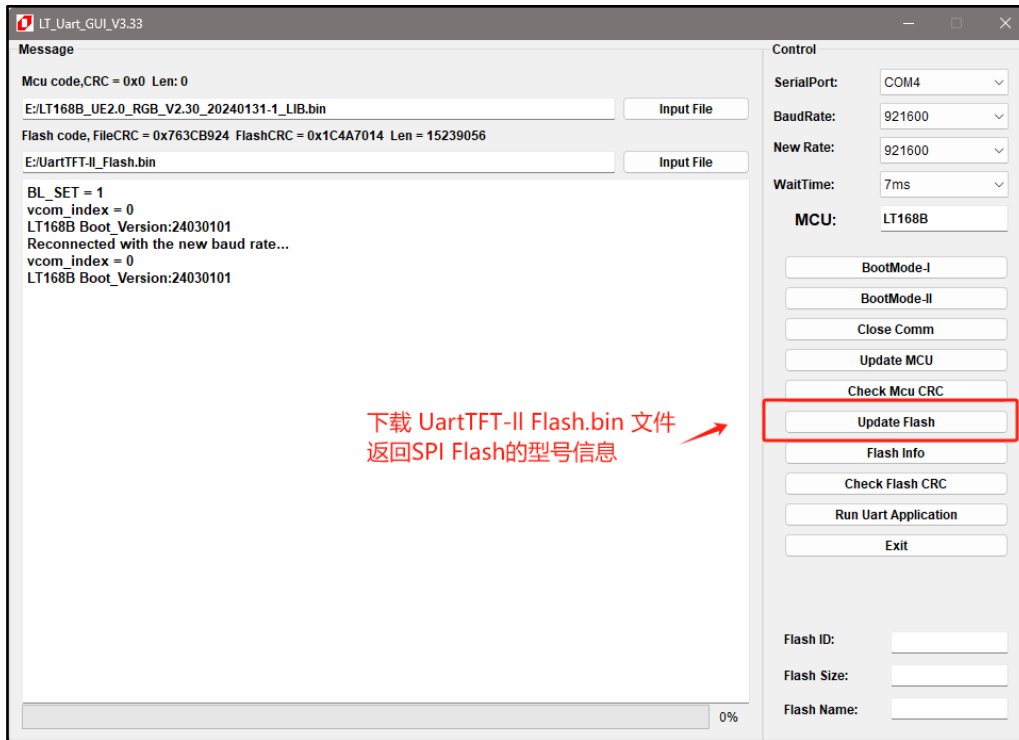 LT_Uart_GUI_V3.33
Message
Mcu code,CRC = 0x0 Len: 0
E:/LT168B_UE2.0_RGB_V2.30_20240131-1_LIB.bin
Input File
Flash code, FileCRC = 0x763CB924 FlashCRC = 0x1C4A7014 Len = 15239056
E:/UartTFT-II_Flash.bin
Input File
BL_SET = 1
vcom_index = 0
LT168B Boot_Version:24030101
Reconnected with the new baud rate...
vcom_index = 0
LT168B Boot_Version:24030101
下载 UartTFT-II Flash.bin 文件
返回SPI Flash的型号信息
0%
Control
SerialPort:
COM4
BaudRate:
921600
New Rate:
921600
WaitTime:
7ms
MCU:
LT168B
BootMode-I
BootMode-II
Close Comm
Update MCU
Check Mcu CRC
Update Flash
Flash Info
Check Flash CRC
Run Uart Application
Exit
Flash ID:
Flash Size:
Flash Name: